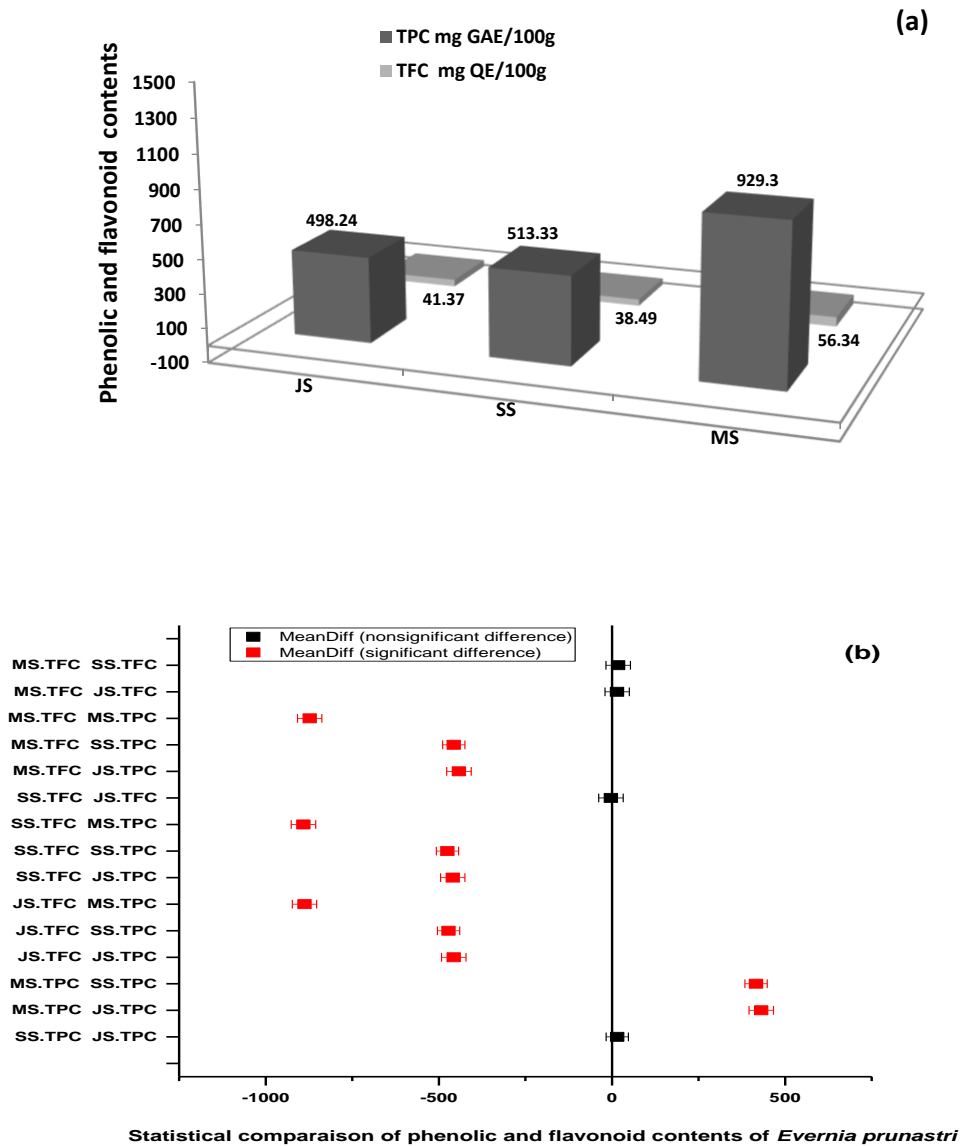 (a)
TPC mg GAE/100g
TFC mg QE/100g
Phenolic and flavonoid contents
1500
1300
1100
900
700
500
300
100
-100
498.24
41.37
513.33
38.49
929.3
56.34
JS
SS
MS
MeanDiff (nonsignificant difference)
MeanDiff (significant difference)
(b)
MS.TFC SS.TFC
MS.TFC JS.TFC
MS.TFC MS.TPC
MS.TFC SS.TPC
MS.TFC JS.TPC
SS.TFC JS.TFC
SS.TFC MS.TPC
SS.TFC SS.TPC
SS.TFC JS.TPC
JS.TFC MS.TPC
JS.TFC SS.TPC
JS.TFC JS.TPC
MS.TPC SS.TPC
MS.TPC JS.TPC
SS.TPC JS.TPC
-1000
-500
0
500
Statistical comparaison of phenolic and flavonoid contents of Evernia prunastri